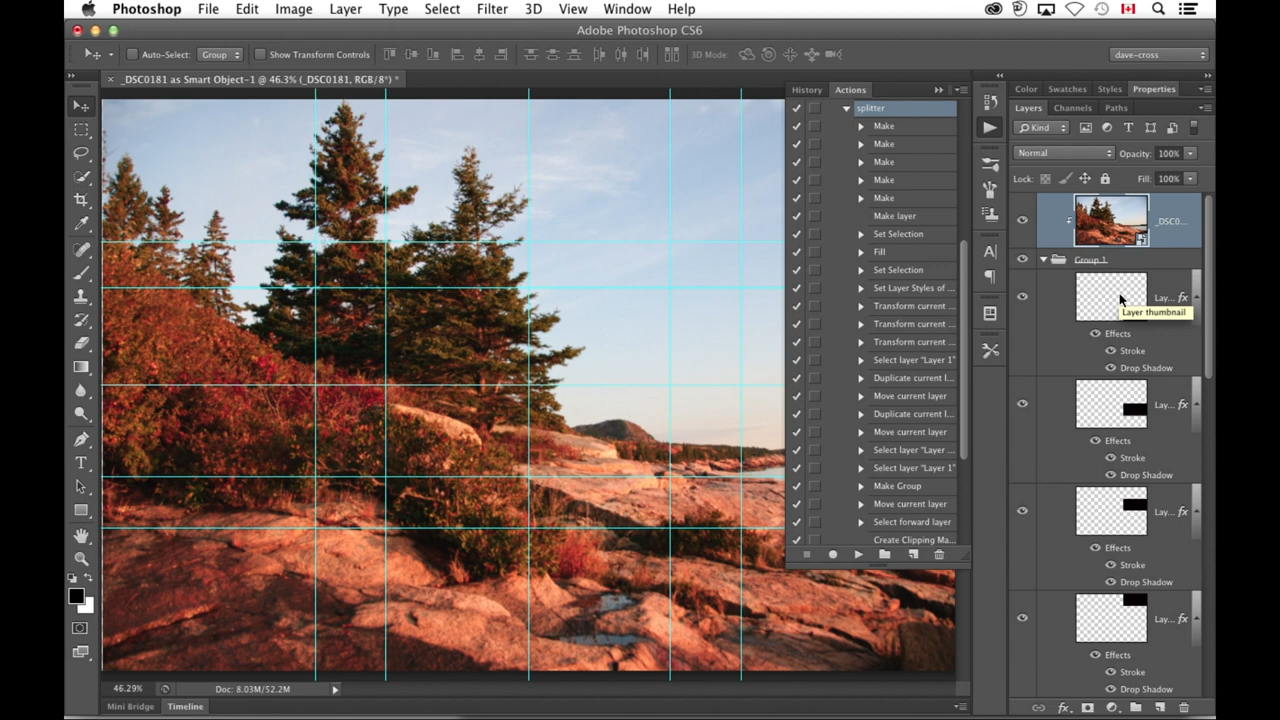 Photoshop File Edit Image Layer Type Select Filter 3D View Window Help
Adobe Photoshop CS6
Auto-Select: Group Show Transform Controls 3D Mode: dave-cross
_DSC0181 as Smart Object-1 @ 46.3% (_DSC0181, RGB/8*) *
History Actions
Color Swatches Styles Properties
Layers Channels Paths
Kind
Normal Opacity: 100%
Lock: Fill: 100%
splitter
Make
Make
Make
Make
Make
Make layer
Set Selection
Fill
Set Selection
Set Layer Styles of ...
Transform current ...
Transform current ...
Transform current ...
Select layer "Layer 1"
Duplicate current l...
Move current layer
Duplicate current l...
Move current layer
Select layer "Layer ...
Select layer "Layer 1"
Make Group
Move current layer
Select forward layer
Create Clipping Ma...
_DSC0...
Group 1
Lay... fx
Layer thumbnail
Effects
Stroke
Drop Shadow
Lay... fx
Effects
Stroke
Drop Shadow
Lay... fx
Effects
Stroke
Drop Shadow
Lay... fx
Effects
Stroke
Drop Shadow
fx
46.29% Doc: 8.03M/52.2M
Mini Bridge Timeline